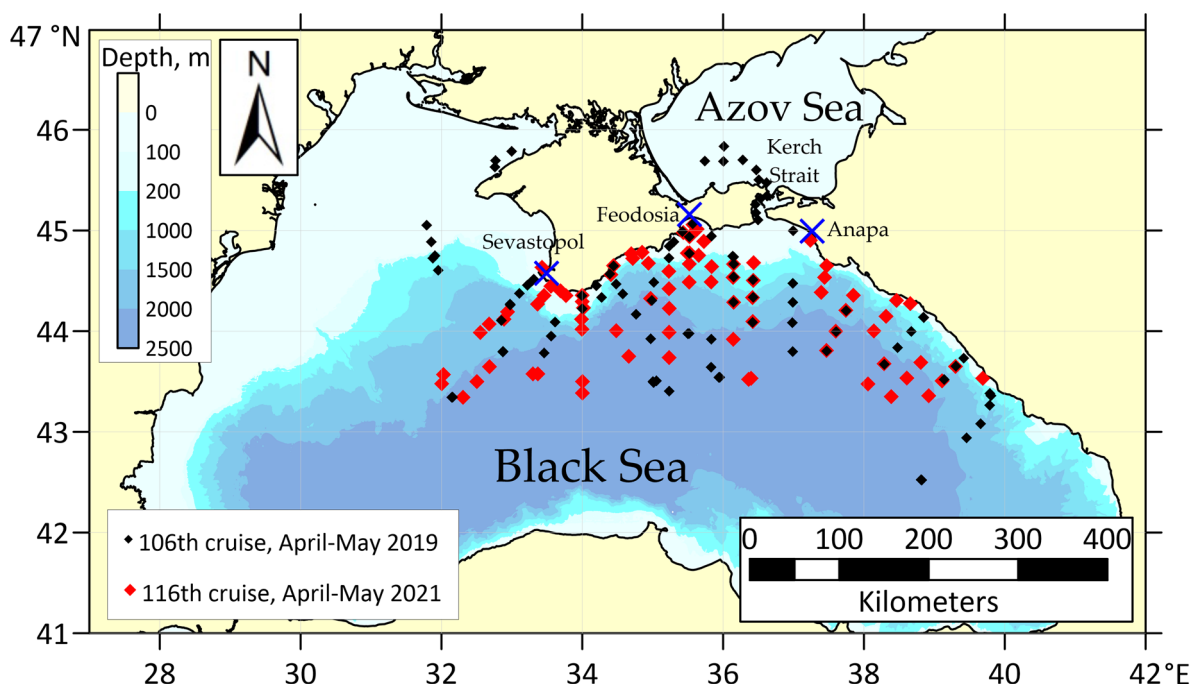 47 °N
46
45
44
43
42
41
Depth, m
0
100
200
1000
1500
2000
2500
N
Azov Sea
Kerch
Strait
Feodosia
Anapa
Sevastopol
Black Sea
106th cruise, April-May 2019
116th cruise, April-May 2021
0 100 200 300 400
Kilometers
28 30 32 34 36 38 40 42 °E